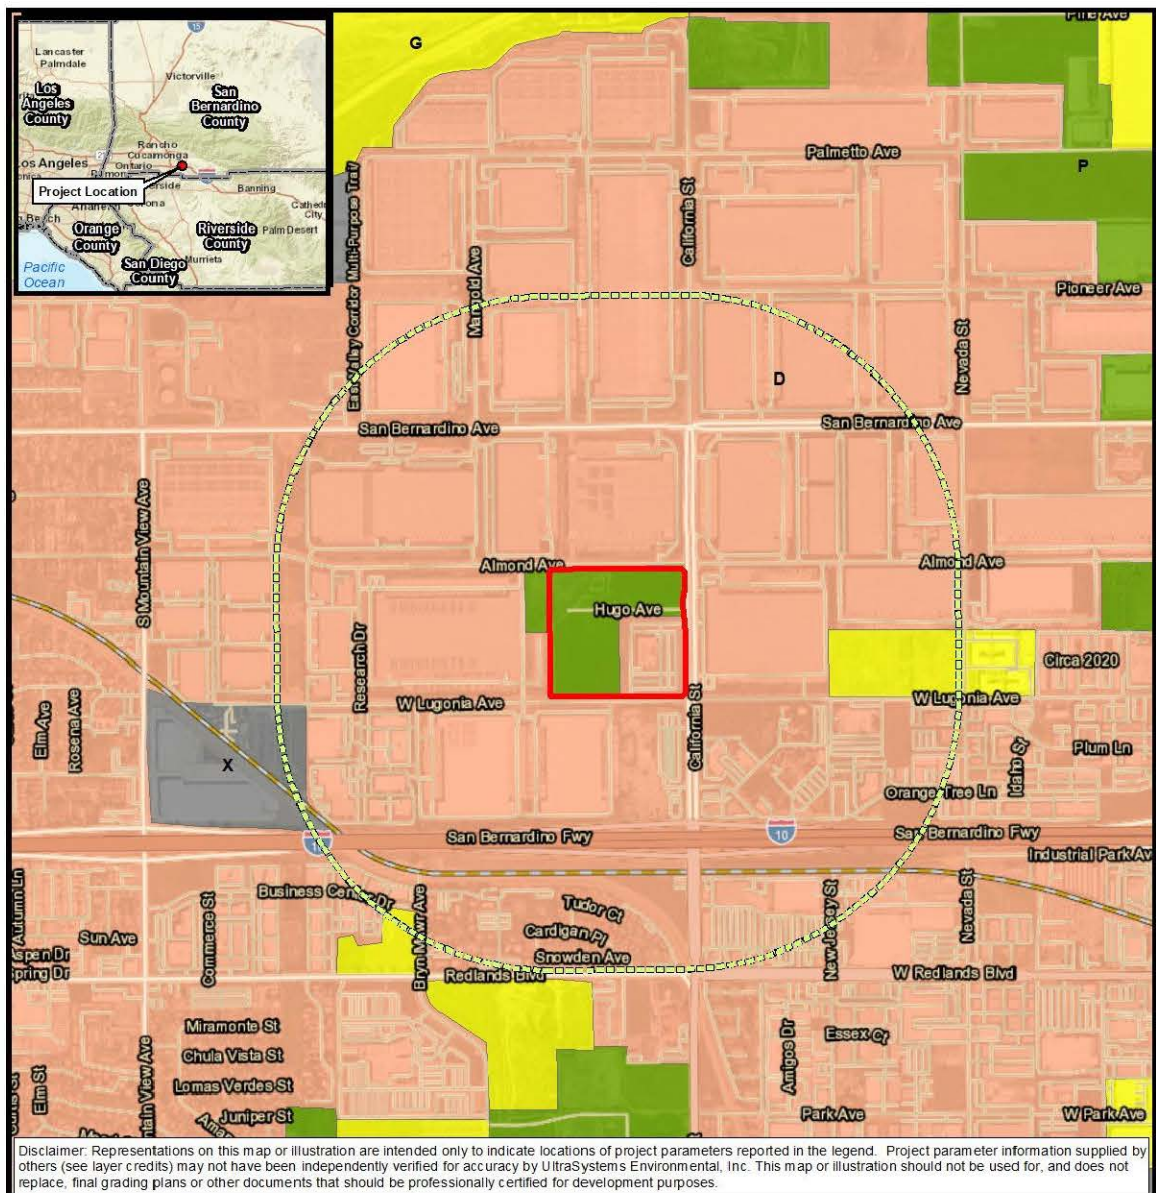 15
Lancaster
Palmdale
Victorville
Los
Angeles
County
San
Bernardino
County
Rancho
Cucamonga
Los Angeles
Ontario
Project Location
Banning
Orange
County
Riverside
County
Palm Desert
Murrieta
San Diego
County
Pacific
Ocean
G
Pine Ave
Palmetto Ave
P
California St
East Valley Corridor Multi-Purpose Trail
Marigold Ave
Pioneer Ave
Nevada St
D
San Bernardino Ave
San Bernardino Ave
S Mountain View Ave
Almond Ave
Almond Ave
Hugo Ave
Research Dr
Circa 2020
W Lugonia Ave
W Lugonia Ave
Elm Ave
Rosena Ave
California St
Plum Ln
Idaho St
X
Orange Tree Ln
10
San Bernardino Fwy
10
San Bernardino Fwy
Industrial Park Av
Autumn Ln
Business Center Dr
Tudor Ct
Cardigan Pl
Snowden Ave
Sun Ave
Commerce St
Bryn Mawr Ave
New Jersey St
Nevada St
Redlands Blvd
W Redlands Blvd
Miramonte St
Chula Vista St
Lomas Verdes St
Juniper St
Elm St
Amigos Dr
Essex Ct
Park Ave
W Park Ave
Disclaimer: Representations on this map or illustration are intended only to indicate locations of project parameters reported in the legend. Project parameter information supplied by
others (see layer credits) may not have been independently verified for accuracy by UltraSystems Environmental, Inc. This map or illustration should not be used for, and does not
replace, final grading plans or other documents that should be professionally certified for development purposes.